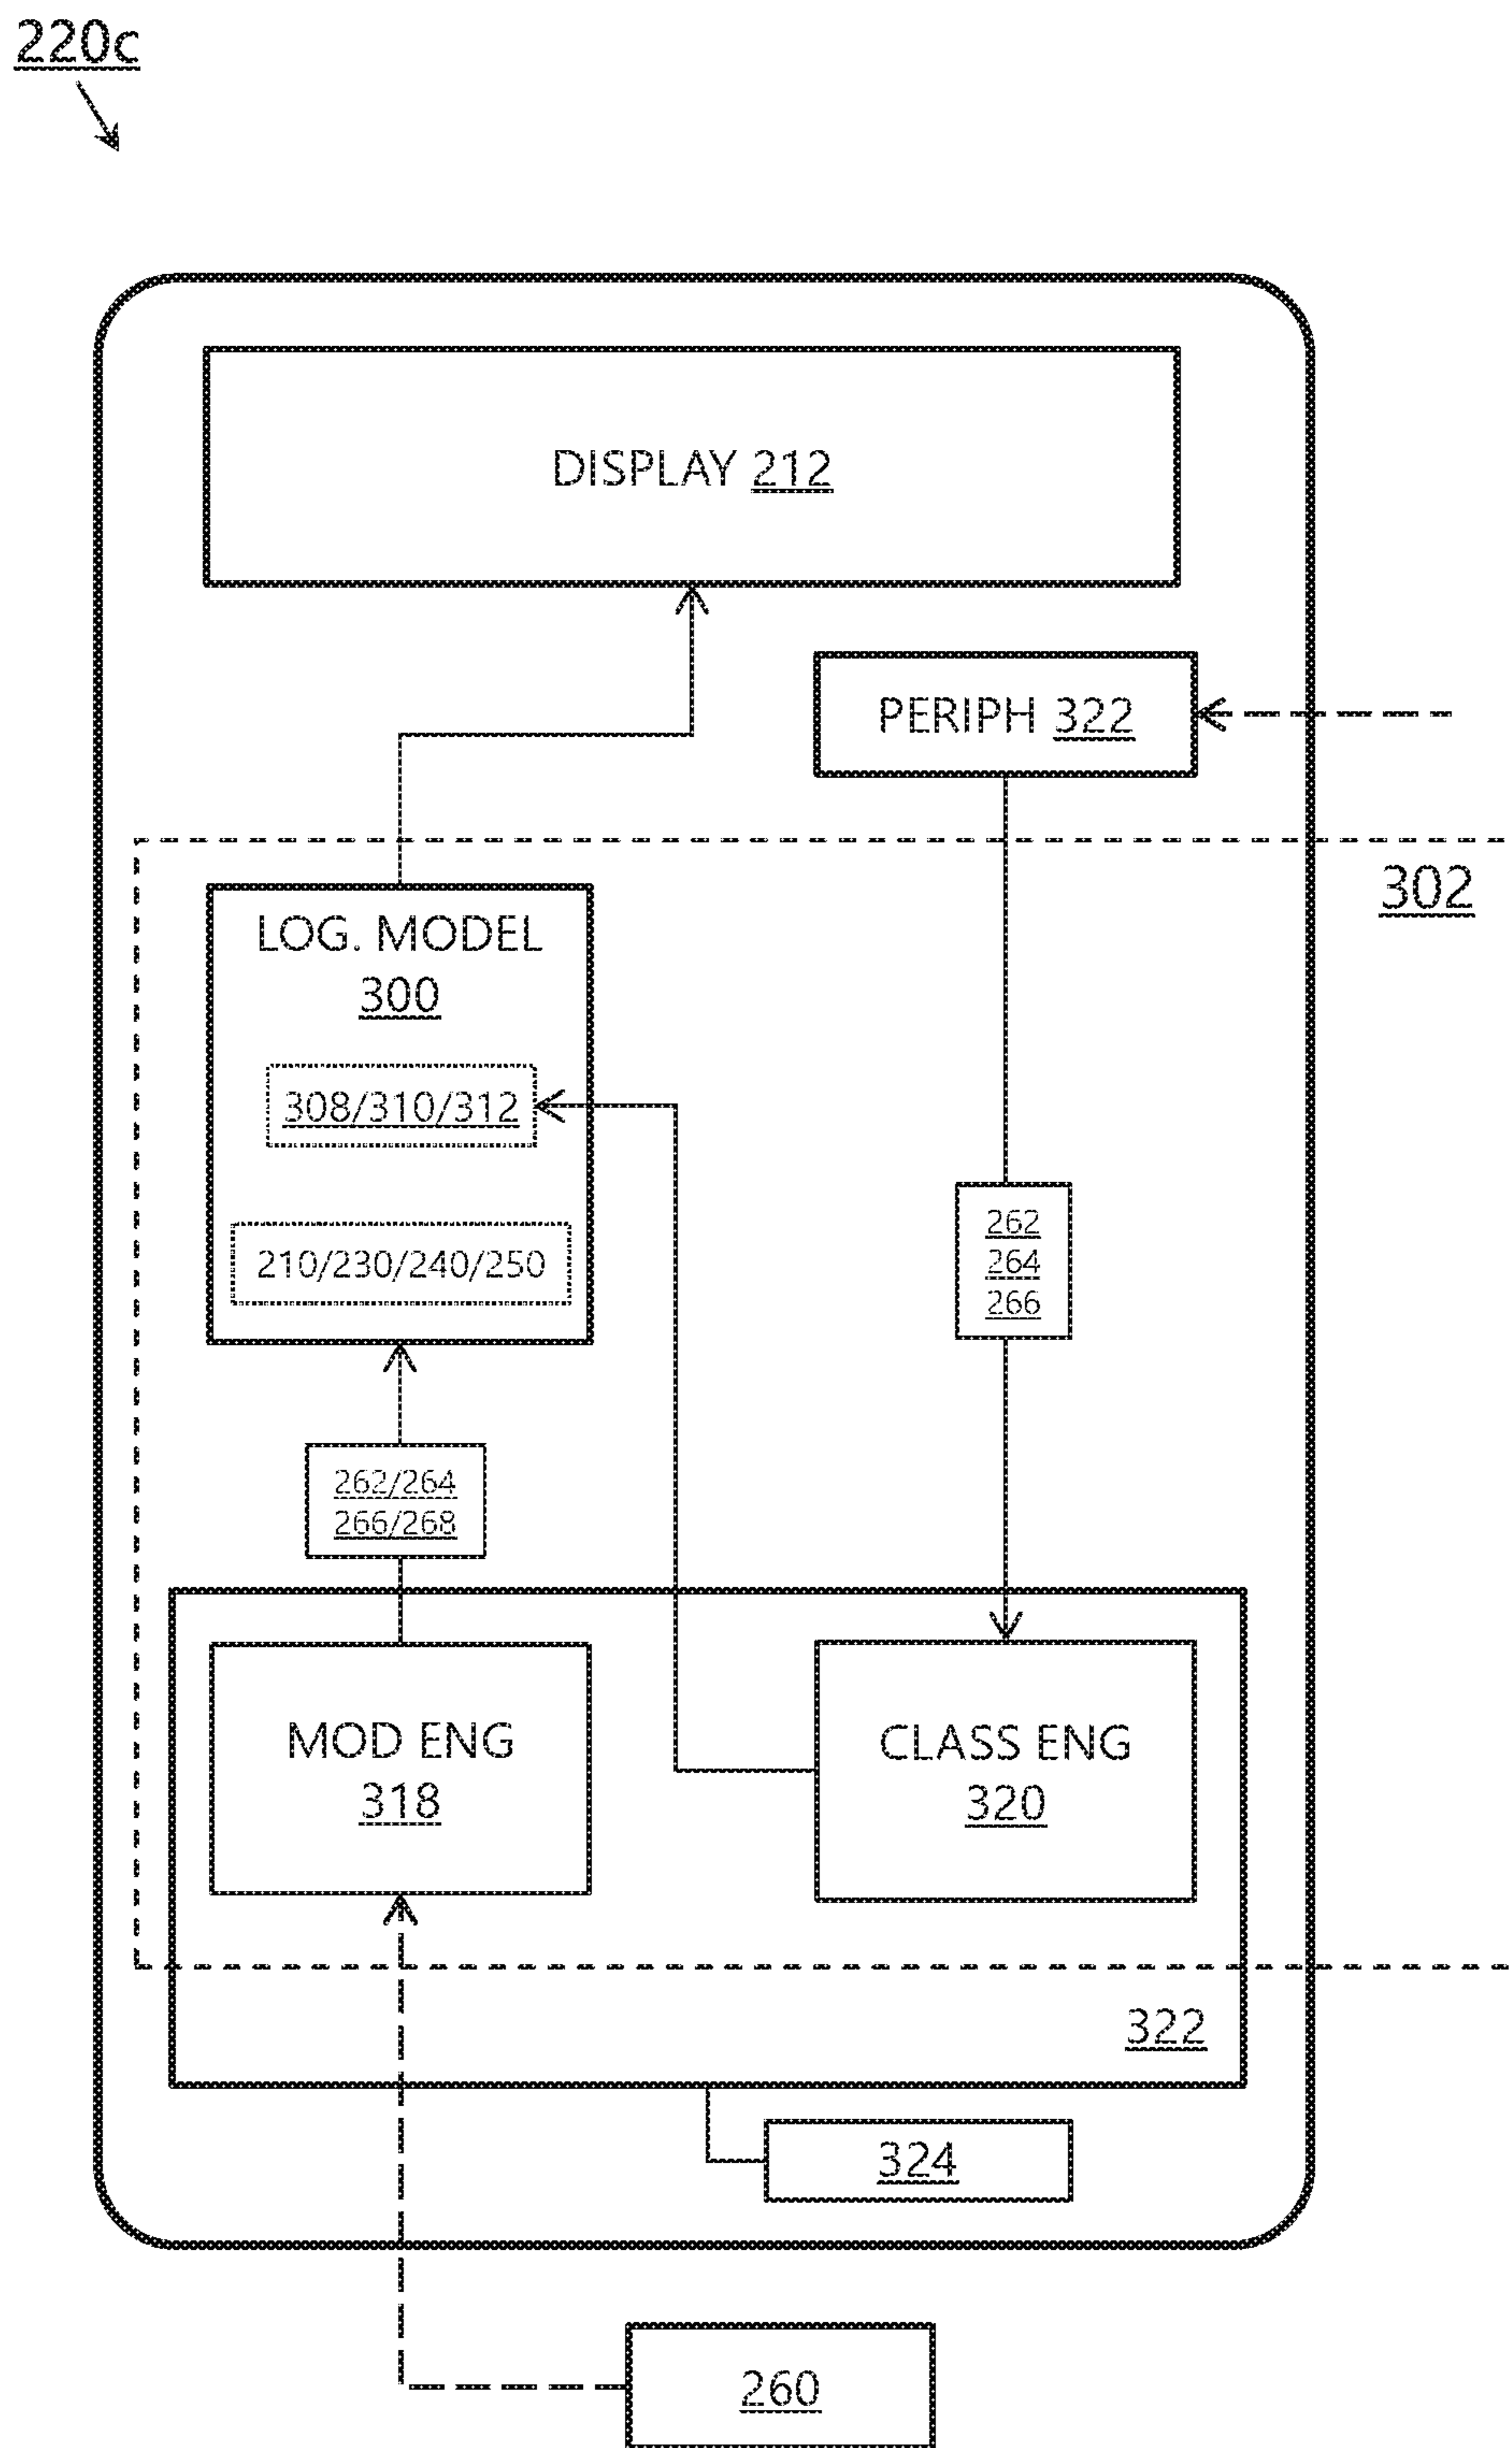 220c
DISPLAY 212
PERIPH 322
302
LOG. MODEL
300
308/310/312
210/230/240/250
262
264
266
262/264
266/268
MOD ENG
318
CLASS ENG
320
322
324
260